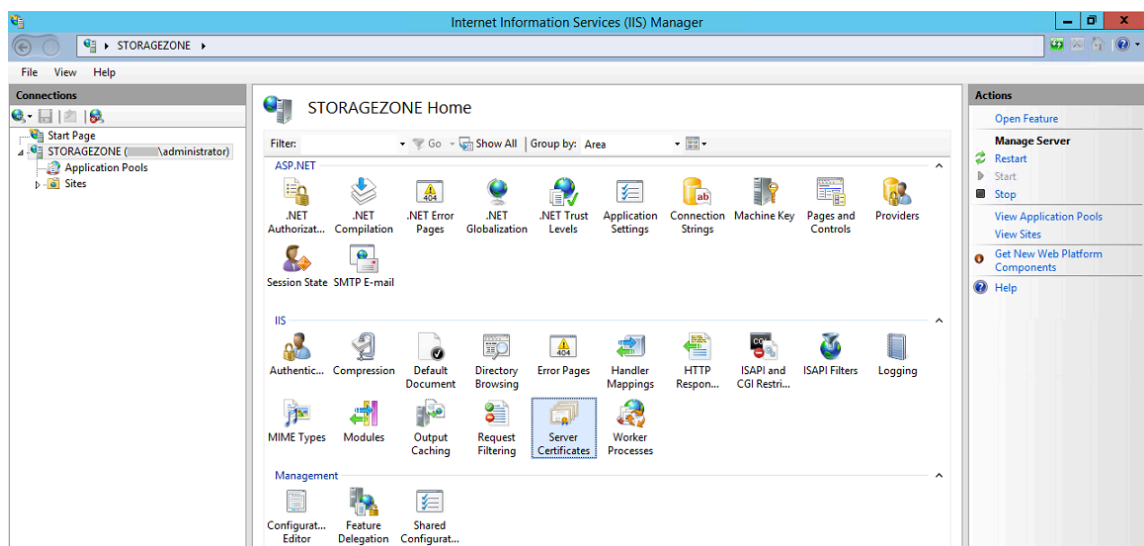 Internet Information Services (IIS) Manager
STORAGEZONE
File View Help
Connections
Start Page
STORAGEZONE ( \administrator)
Application Pools
Sites
STORAGEZONE Home
Filter: Go Show All Group by: Area
ASP.NET
.NET Authorizat...
.NET Compilation
.NET Error Pages
.NET Globalization
.NET Trust Levels
Application Settings
Connection Strings
Machine Key
Pages and Controls
Providers
Session State
SMTP E-mail
IIS
Authentic...
Compression
Default Document
Directory Browsing
Error Pages
Handler Mappings
HTTP Respon...
ISAPI and CGI Restri...
ISAPI Filters
Logging
MIME Types
Modules
Output Caching
Request Filtering
Server Certificates
Worker Processes
Management
Configurat... Editor
Feature Delegation
Shared Configurat...
Actions
Open Feature
Manage Server
Restart
Start
Stop
View Application Pools
View Sites
Get New Web Platform
Components
Help